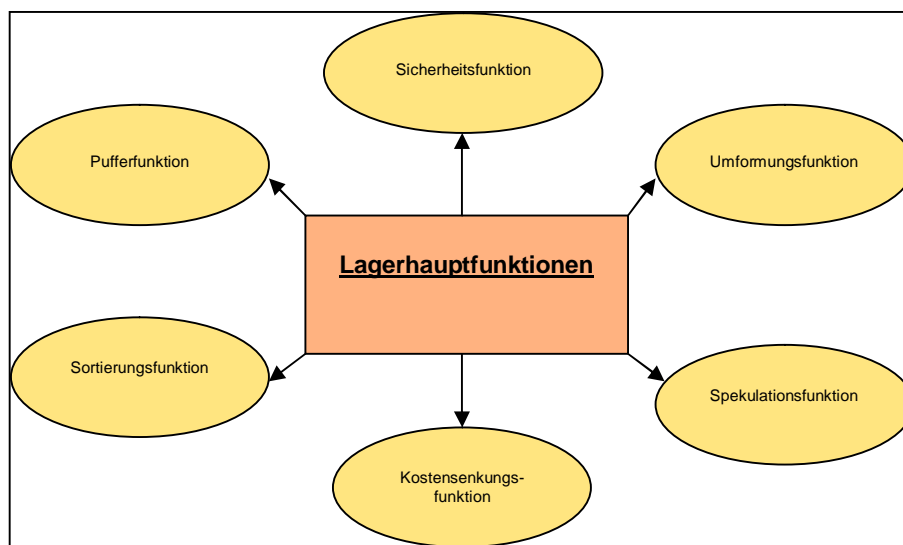 Sicherheitsfunktion
Pufferfunktion
Umformungsfunktion
Lagerhauptfunktionen
Sortierungsfunktion
Spekulationsfunktion
Kostensenkungs-
funktion